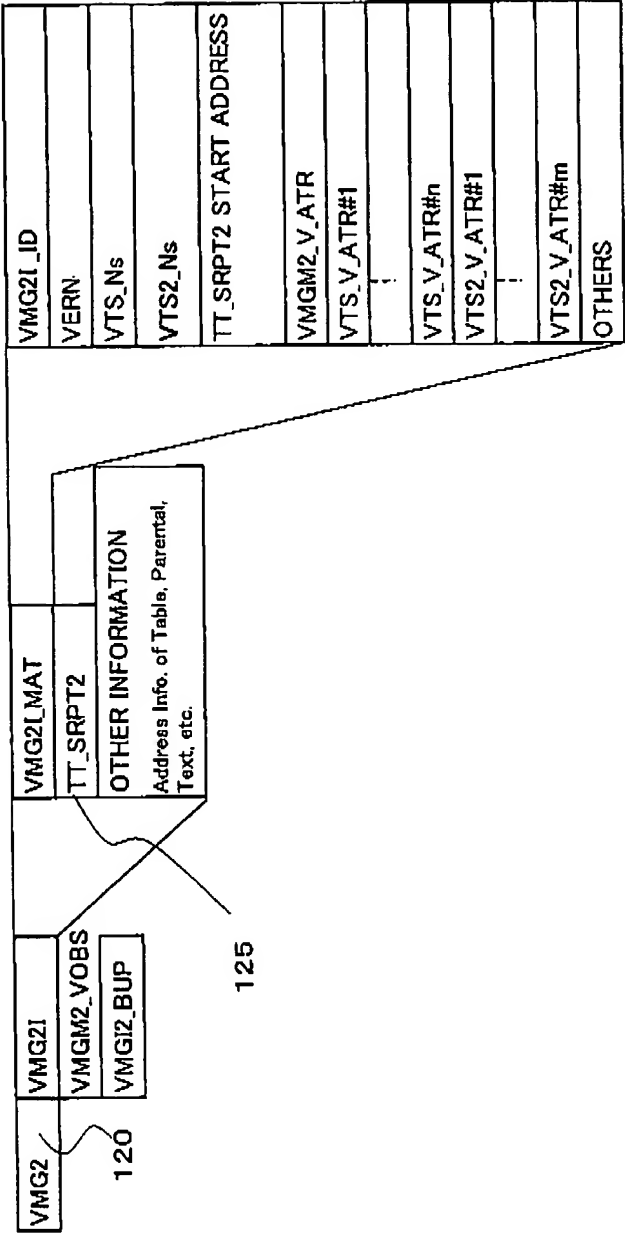 VMG2
120
VMG2I
VMGM2_VOBS
VMGI2_BUP
125
VMG2I_MAT
TT_SRPT2
OTHER INFORMATION
Address Info. of Table, Parental,
Text, etc.
VMG2I_ID
VERN
VTS_Ns
VTS2_Ns
TT_SRPT2 START ADDRESS
VMGM2_V_ATR
VTS_V_ATR#1
VTS_V_ATR#n
VTS2_V_ATR#1
VTS2_V_ATR#m
OTHERS